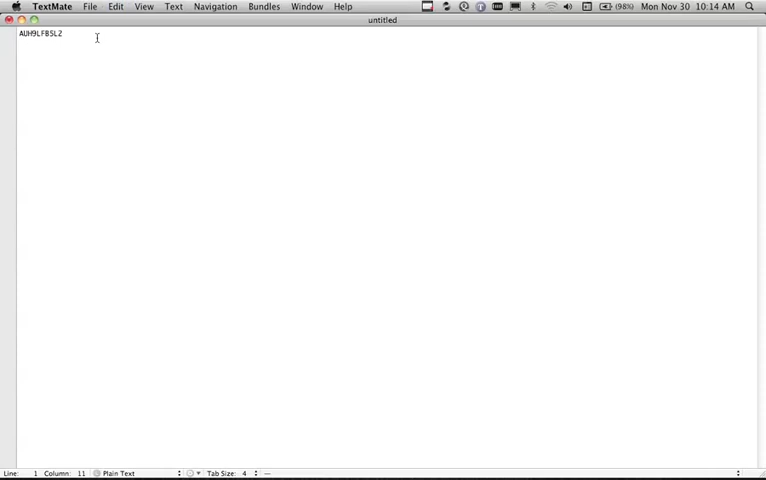 TextMate File Edit View Text Navigation Bundles Window Help (98%) Mon Nov 30 10:14 AM
untitled
AUH9LFBSLZ
Line: 1 Column: 11 Plain Text Tab Size: 4 —